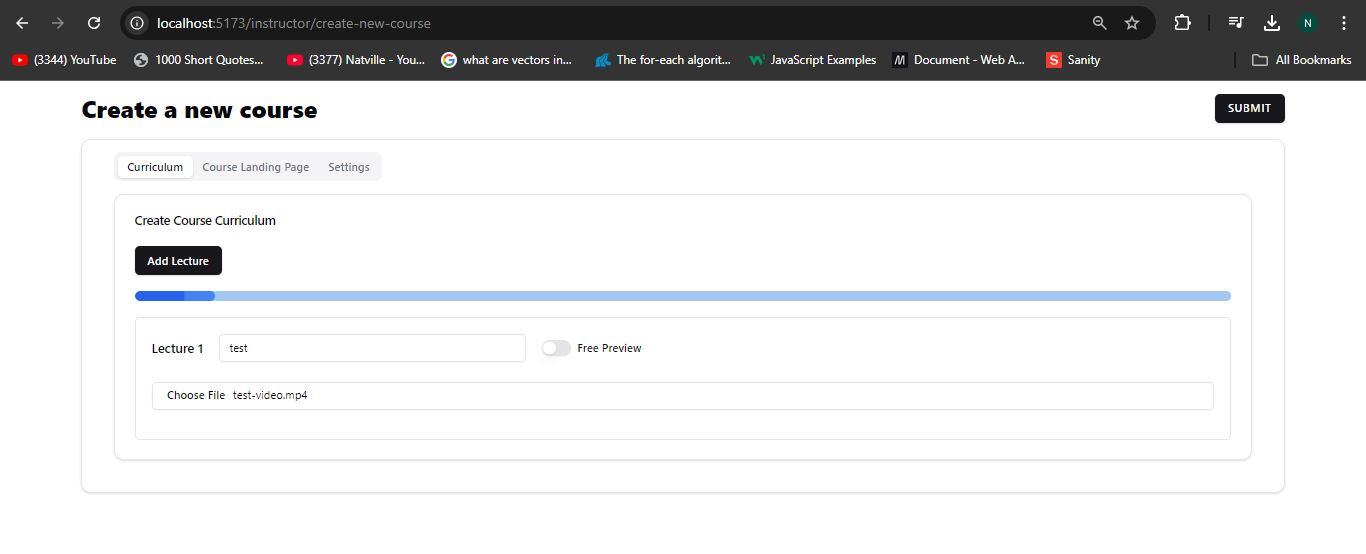 localhost:5173/instructor/create-new-course
N
(3344) YouTube 1000 Short Quotes... (3377) Natville - You... what are vectors in... The for-each algorit... JavaScript Examples Document - Web A... Sanity All Bookmarks
Create a new course SUBMIT
Curriculum Course Landing Page Settings
Create Course Curriculum
Add Lecture
Lecture 1 test Free Preview
Choose File test-video.mp4